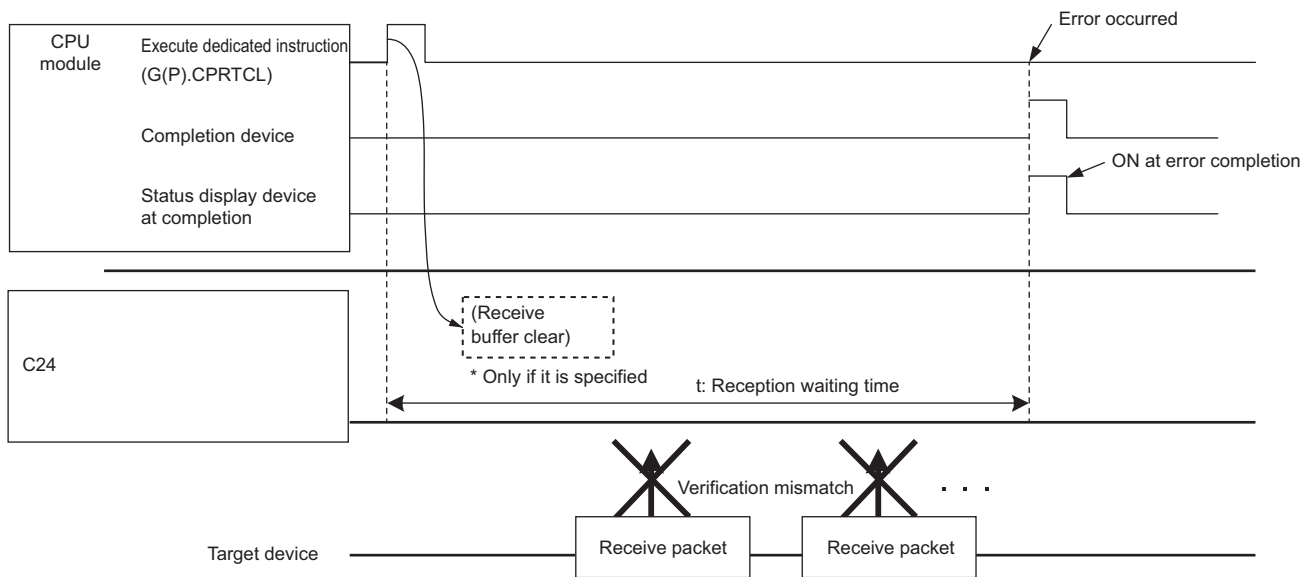 Error occurred
CPU
module
Execute dedicated instruction
(G(P).CPRTCL)
Completion device
ON at error completion
Status display device
at completion
(Receive
buffer clear)
C24
* Only if it is specified
t: Reception waiting time
Verification mismatch
. . .
Target device
Receive packet
Receive packet